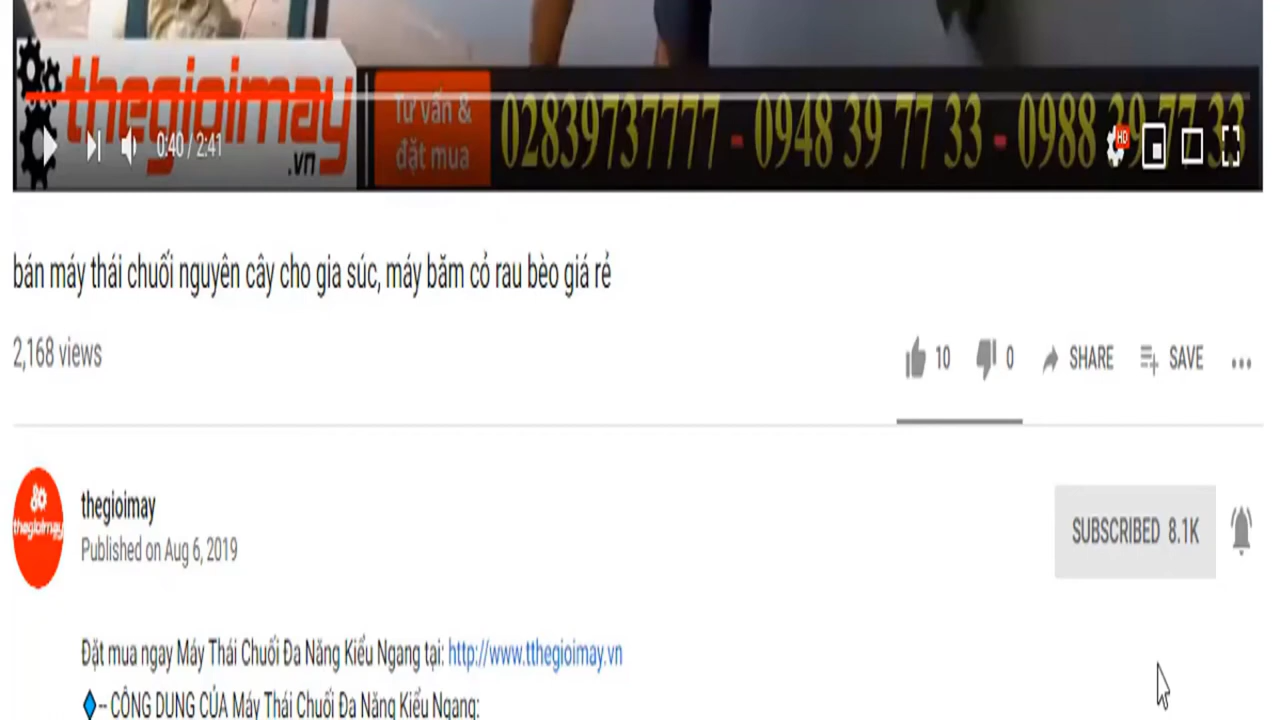 thegioimay
.vn
Tư vấn &
đặt mua
02839737777 - 0948 39 77 33 - 0988 39 77 33
0:40 / 2:41
HD
bán máy thái chuối nguyên cây cho gia súc, máy băm cỏ rau bèo giá rẻ
2,168 views
10 0 SHARE SAVE
thegioimay
thegioimay
Published on Aug 6, 2019
SUBSCRIBED 8.1K
Đặt mua ngay Máy Thái Chuối Đa Năng Kiểu Ngang tại: http://www.tthegioimay.vn
-- CÔNG DỤNG CỦA Máy Thái Chuối Đa Năng Kiểu Ngang: